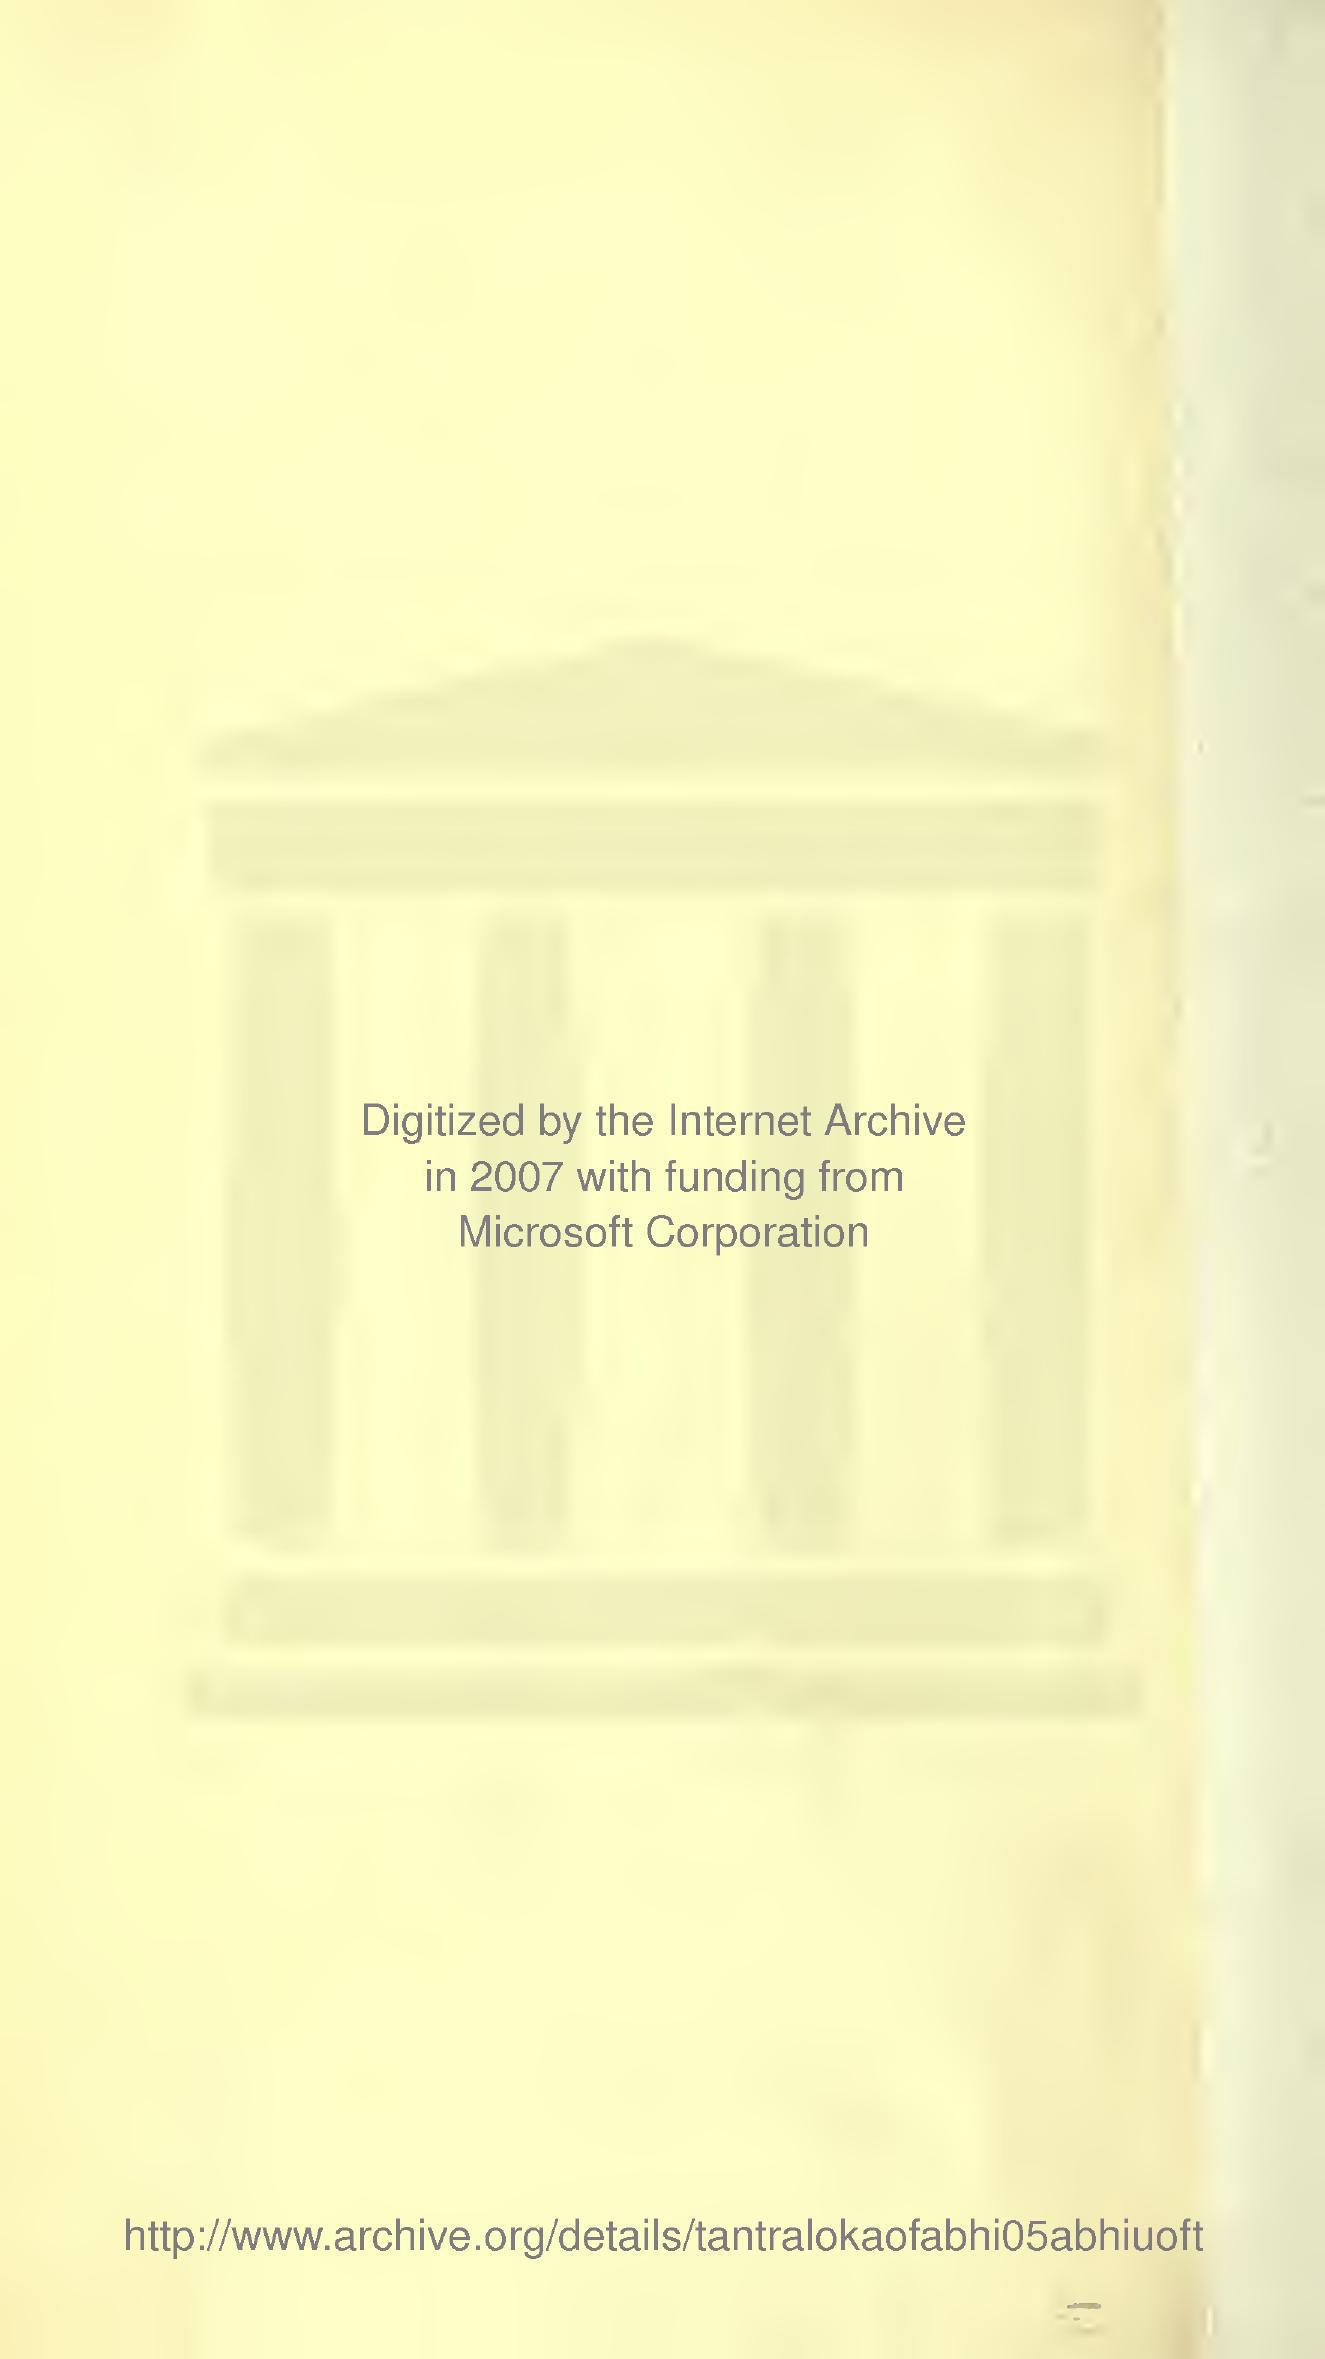 Digitized by the Internet Archive
in 2007 with funding from
Microsoft Corporation
http://www.archive.org/details/tantralokaofabhi05abhiuoft